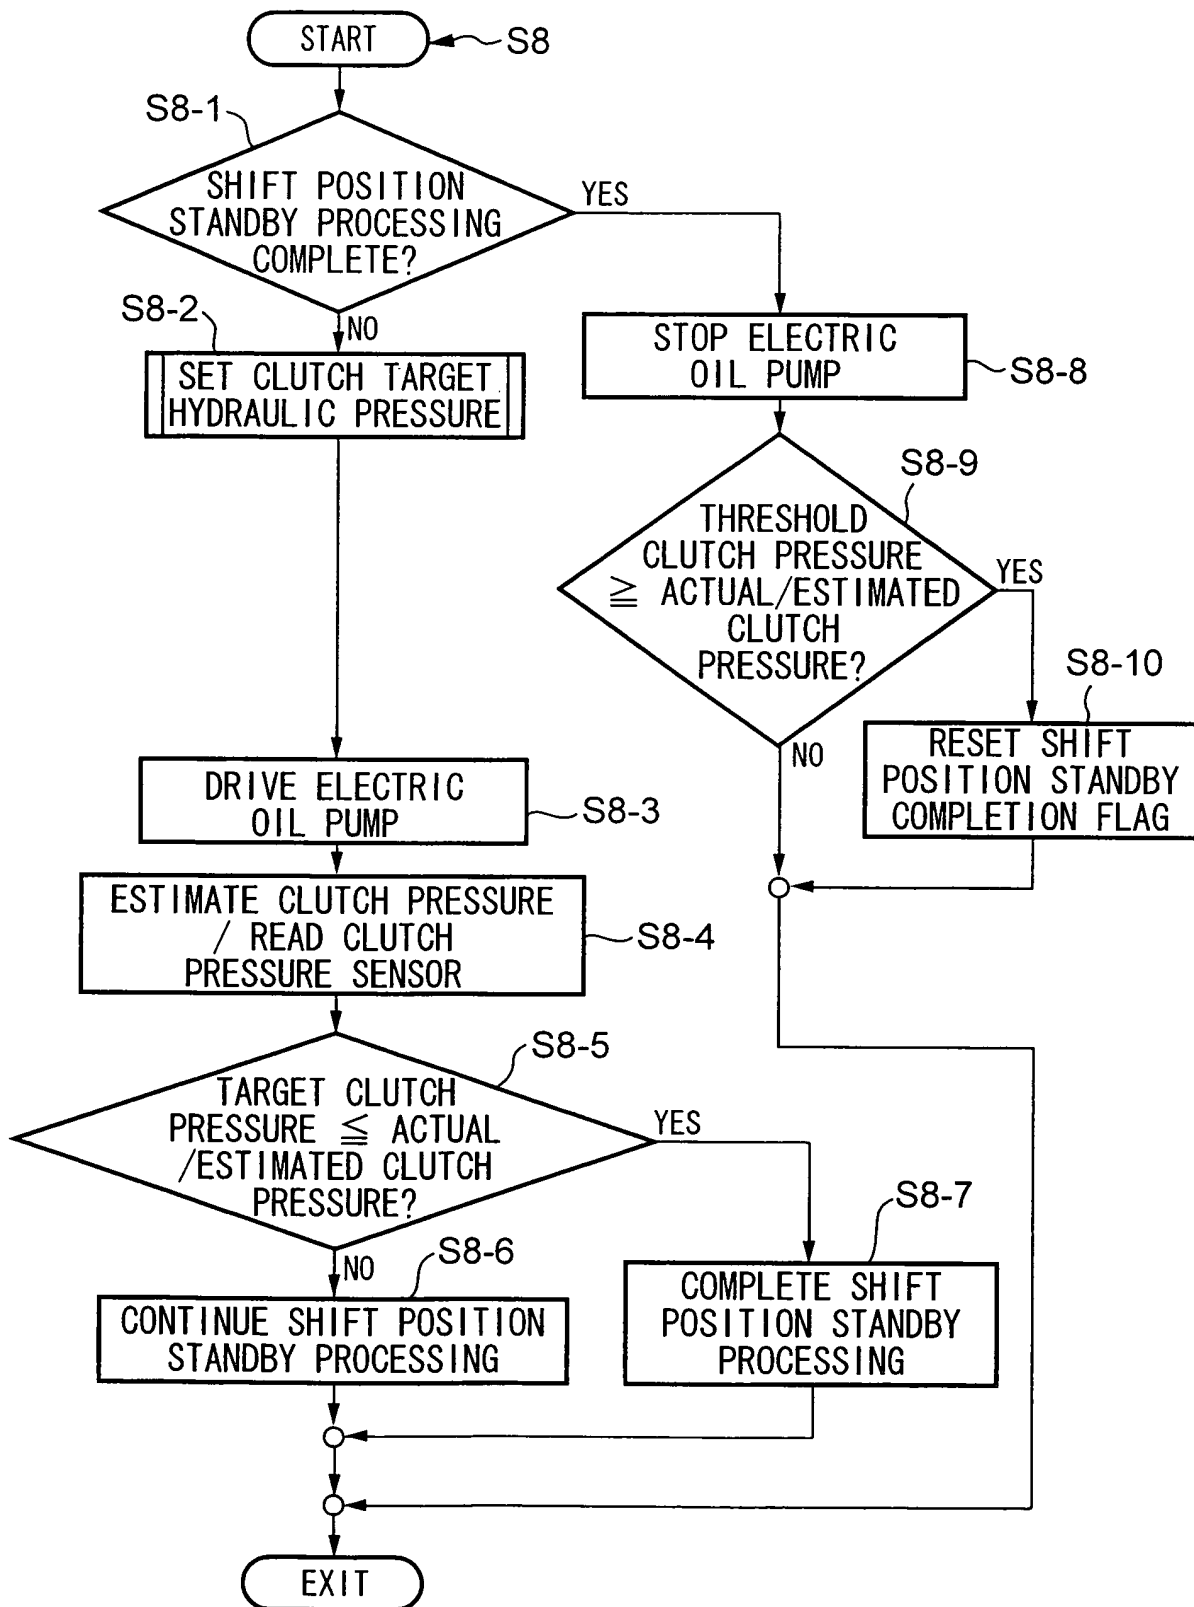 START
S8
S8-1
SHIFT POSITION
STANDBY PROCESSING
COMPLETE?
YES
NO
S8-2
SET CLUTCH TARGET
HYDRAULIC PRESSURE
STOP ELECTRIC
OIL PUMP
S8-8
S8-9
THRESHOLD
CLUTCH PRESSURE
≧ ACTUAL/ESTIMATED
CLUTCH
PRESSURE?
YES
NO
S8-10
RESET SHIFT
POSITION STANDBY
COMPLETION FLAG
DRIVE ELECTRIC
OIL PUMP
S8-3
ESTIMATE CLUTCH PRESSURE
/ READ CLUTCH
PRESSURE SENSOR
S8-4
S8-5
TARGET CLUTCH
PRESSURE ≦ ACTUAL
/ESTIMATED CLUTCH
PRESSURE?
YES
NO
S8-6
CONTINUE SHIFT POSITION
STANDBY PROCESSING
S8-7
COMPLETE SHIFT
POSITION STANDBY
PROCESSING
EXIT